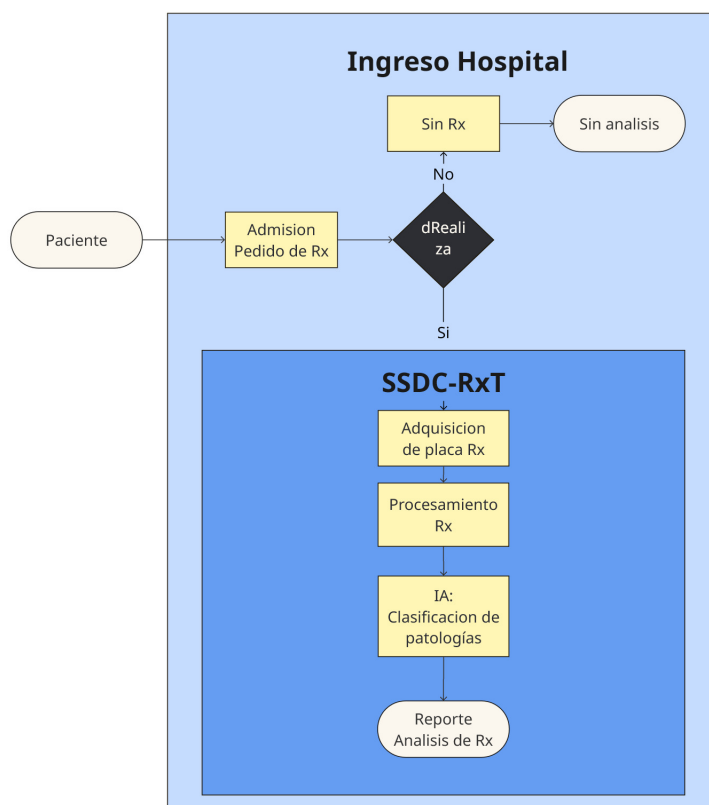 Ingreso Hospital
Sin Rx
Sin analisis
No
Paciente
Admision
Pedido de Rx
dReali
za
Si
SSDC-RxT
Adquisicion
de placa Rx
Procesamiento
Rx
IA:
Clasificacion de
patologías
Reporte
Analisis de Rx